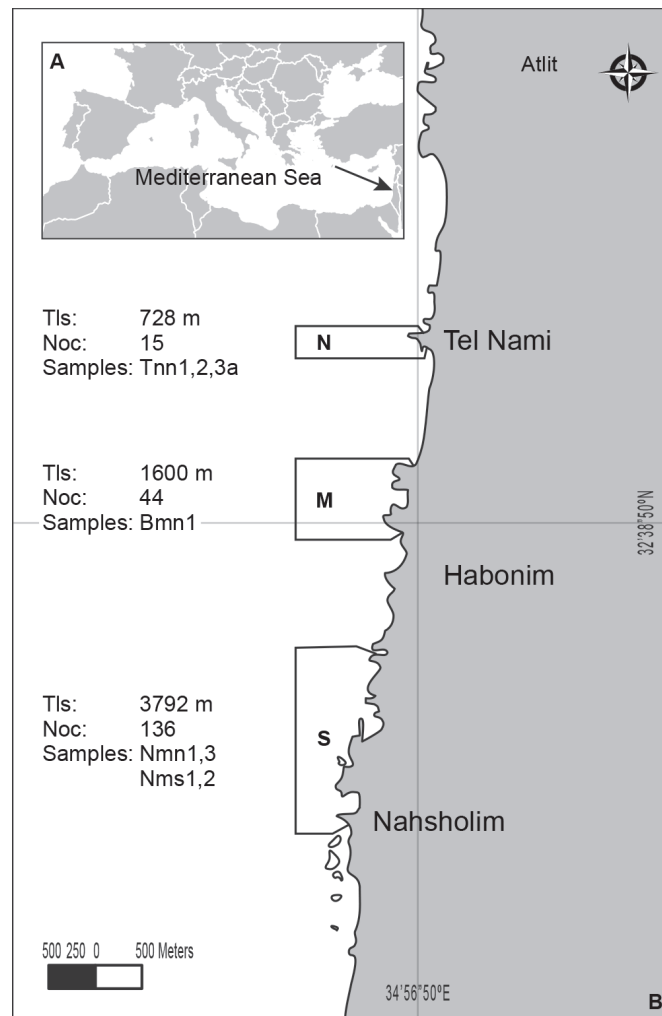 A
Atlit
Mediterranean Sea
Tls: 728 m
Noc: 15
Samples: Tnn1,2,3a
N
Tel Nami
Tls: 1600 m
Noc: 44
Samples: Bmn1
M
32°38'50"N
Habonim
Tls: 3792 m
Noc: 136
Samples: Nmn1,3
Nms1,2
S
Nahsholim
500 250 0 500 Meters
34°56'50"E
B